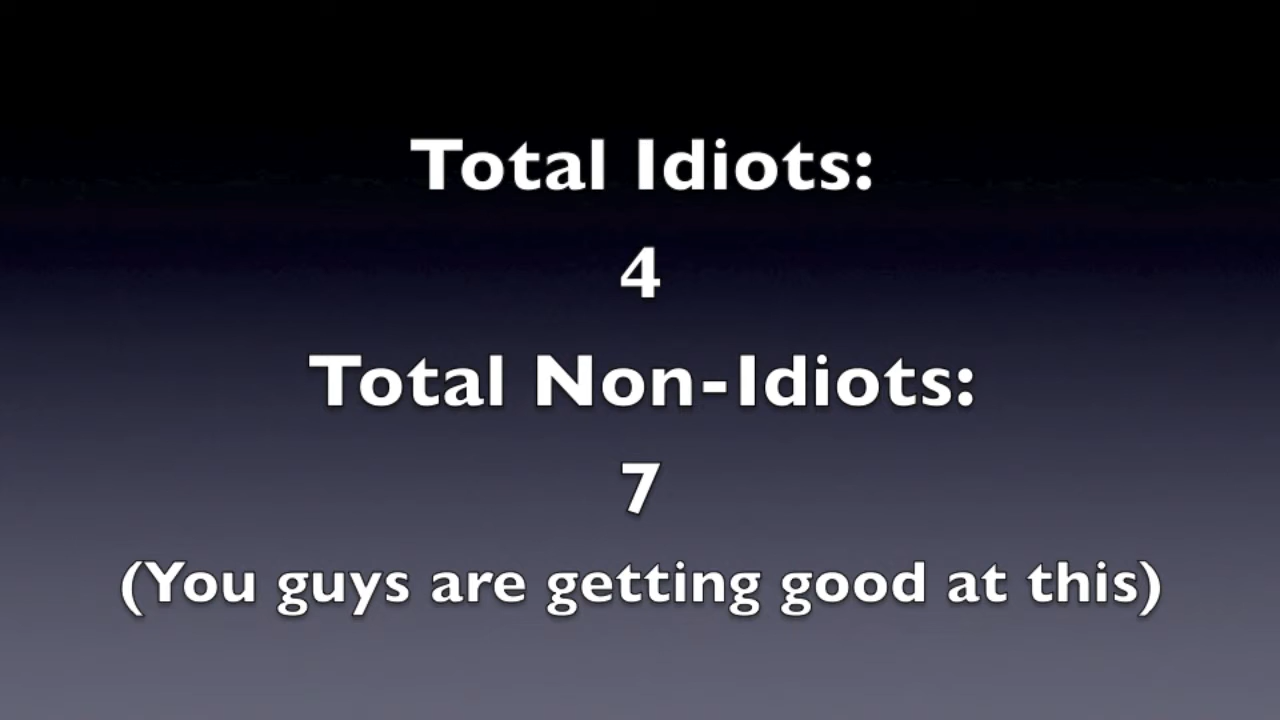 Total Idiots:
4
Total Non-Idiots:
7
(You guys are getting good at this)